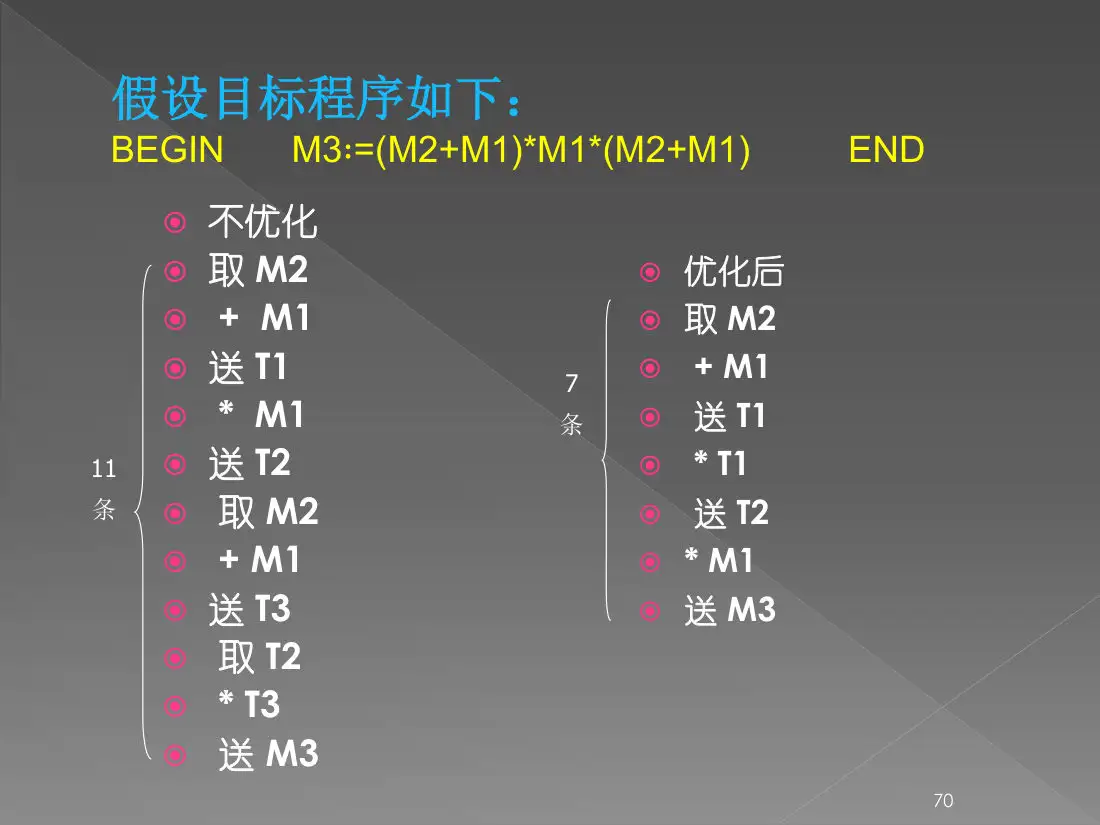 假设目标程序如下：
BEGIN M3:=(M2+M1)*M1*(M2+M1) END
不优化
取 M2
+ M1
送 T1
* M1
送 T2
取 M2
+ M1
送 T3
取 T2
* T3
送 M3
11
条
优化后
取 M2
+ M1
送 T1
* T1
送 T2
* M1
送 M3
7
条
70